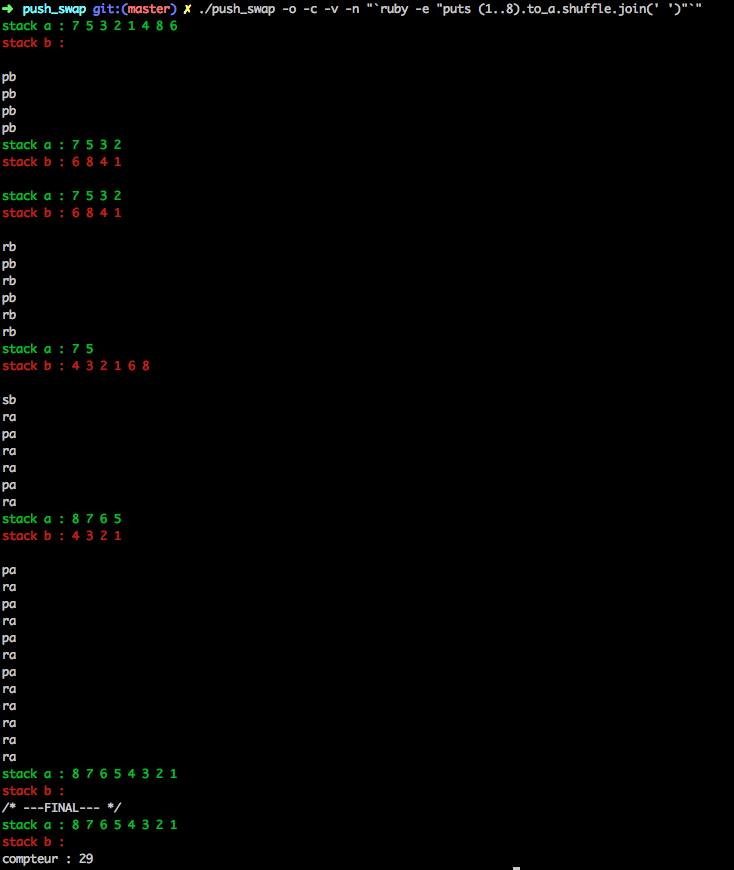 ➜ push_swap git:(master) ✗ ./push_swap -o -c -v -n "`ruby -e "puts (1..8).to_a.shuffle.join(' ')"`"
stack a : 7 5 3 2 1 4 8 6
stack b :
pb
pb
pb
pb
stack a : 7 5 3 2
stack b : 6 8 4 1
stack a : 7 5 3 2
stack b : 6 8 4 1
rb
pb
rb
pb
rb
rb
stack a : 7 5
stack b : 4 3 2 1 6 8
sb
ra
pa
ra
ra
pa
ra
stack a : 8 7 6 5
stack b : 4 3 2 1
pa
ra
pa
ra
pa
ra
pa
ra
ra
ra
ra
ra
stack a : 8 7 6 5 4 3 2 1
stack b :
/* ---FINAL--- */
stack a : 8 7 6 5 4 3 2 1
stack b :
compteur : 29